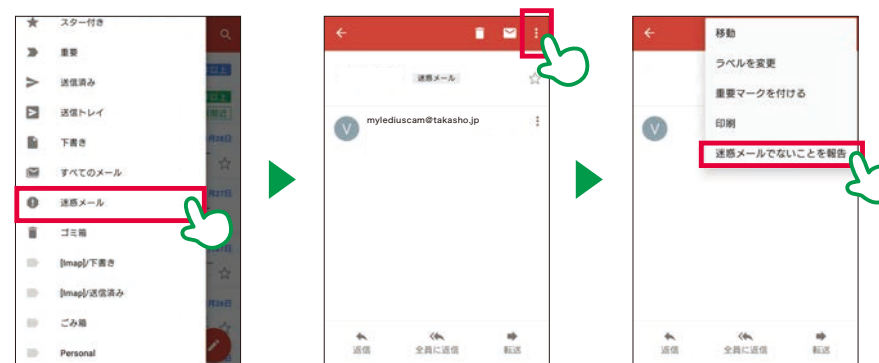 スター付き
重要
送信済み
送信トレイ
下書き
すべてのメール
迷惑メール
ゴミ箱
[Imap]/下書き
[Imap]/送信済み
ごみ箱
Personal
迷惑メール
V
mylediuscam@takasho.jp
返信
全員に返信
転送
移動
ラベルを変更
重要マークを付ける
印刷
迷惑メールでないことを報告
V
返信
全員に返信
転送